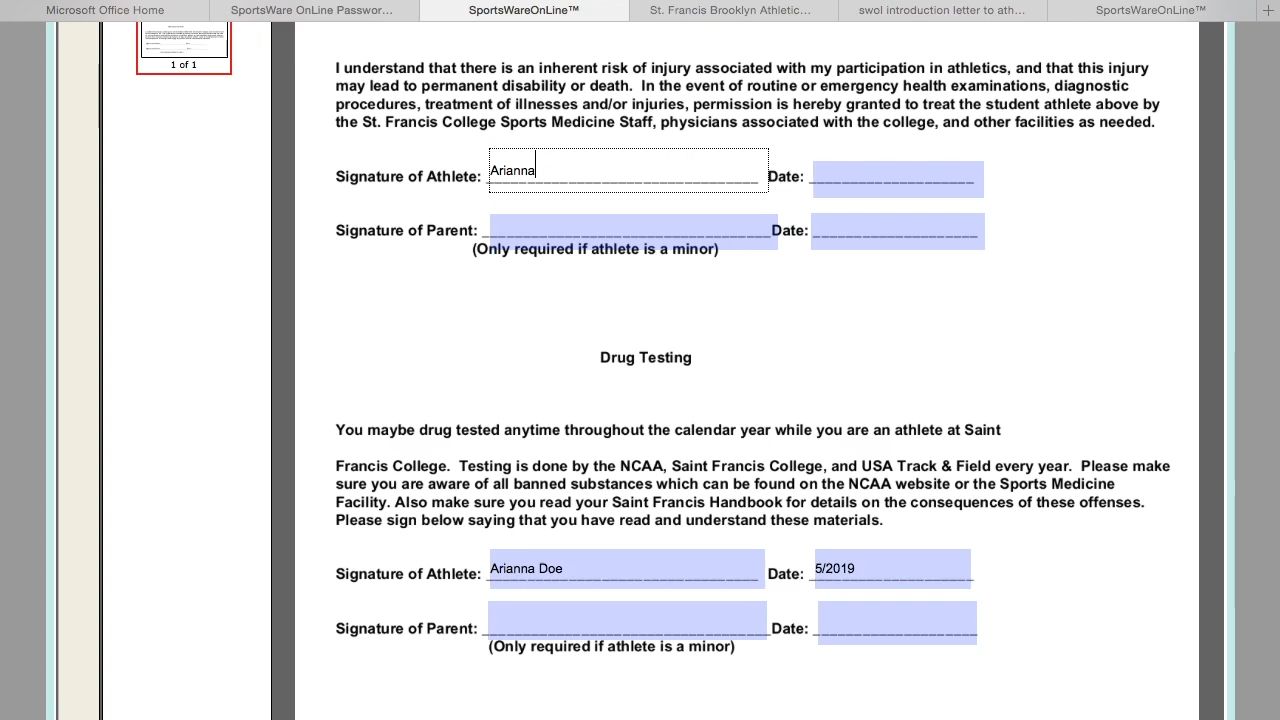 Microsoft Office Home
SportsWare OnLine Passwor...
SportsWareOnLine™
St. Francis Brooklyn Athletic...
swol introduction letter to ath...
SportsWareOnLine™
1 of 1
I understand that there is an inherent risk of injury associated with my participation in athletics, and that this injury
may lead to permanent disability or death.  In the event of routine or emergency health examinations, diagnostic
procedures, treatment of illnesses and/or injuries, permission is hereby granted to treat the student athlete above by
the St. Francis College Sports Medicine Staff, physicians associated with the college, and other facilities as needed.
Signature of Athlete: Arianna Date:
Signature of Parent: Date:
(Only required if athlete is a minor)
Drug Testing
You maybe drug tested anytime throughout the calendar year while you are an athlete at Saint
Francis College.  Testing is done by the NCAA, Saint Francis College, and USA Track & Field every year.  Please make
sure you are aware of all banned substances which can be found on the NCAA website or the Sports Medicine
Facility. Also make sure you read your Saint Francis Handbook for details on the consequences of these offenses.
Please sign below saying that you have read and understand these materials.
Signature of Athlete: Arianna Doe Date: 5/2019
Signature of Parent: Date:
(Only required if athlete is a minor)